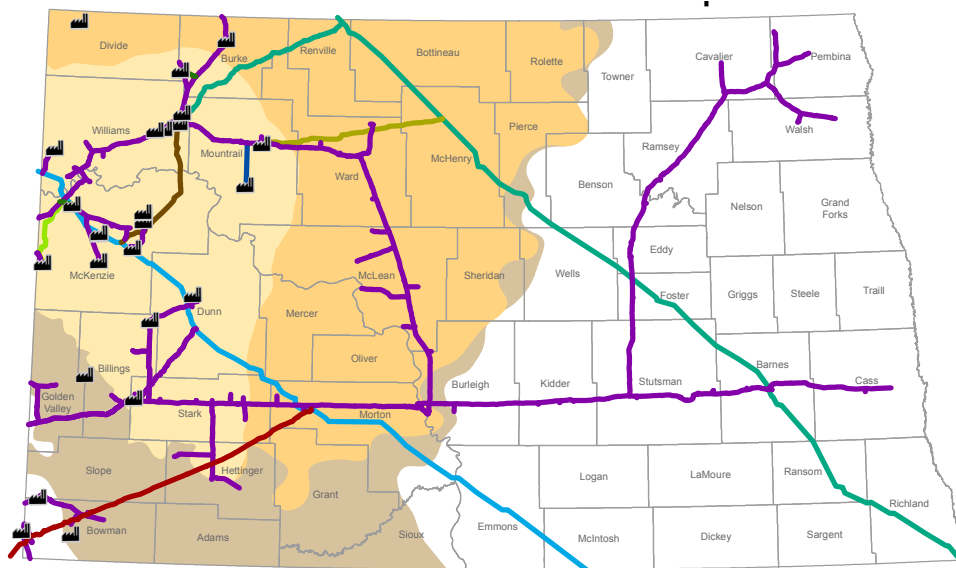 Divide
Burke
Renville
Bottineau
Rolette
Towner
Cavalier
Pembina
Williams
Mountrail
Ward
McHenry
Pierce
Ramsey
Walsh
Benson
Nelson
Grand
Forks
McKenzie
McLean
Sheridan
Wells
Eddy
Foster
Griggs
Steele
Traill
Dunn
Mercer
Oliver
Billings
Golden
Valley
Stark
Morton
Burleigh
Kidder
Stutsman
Barnes
Cass
Slope
Hettinger
Grant
Logan
LaMoure
Ransom
Richland
Bowman
Adams
Sioux
Emmons
McIntosh
Dickey
Sargent